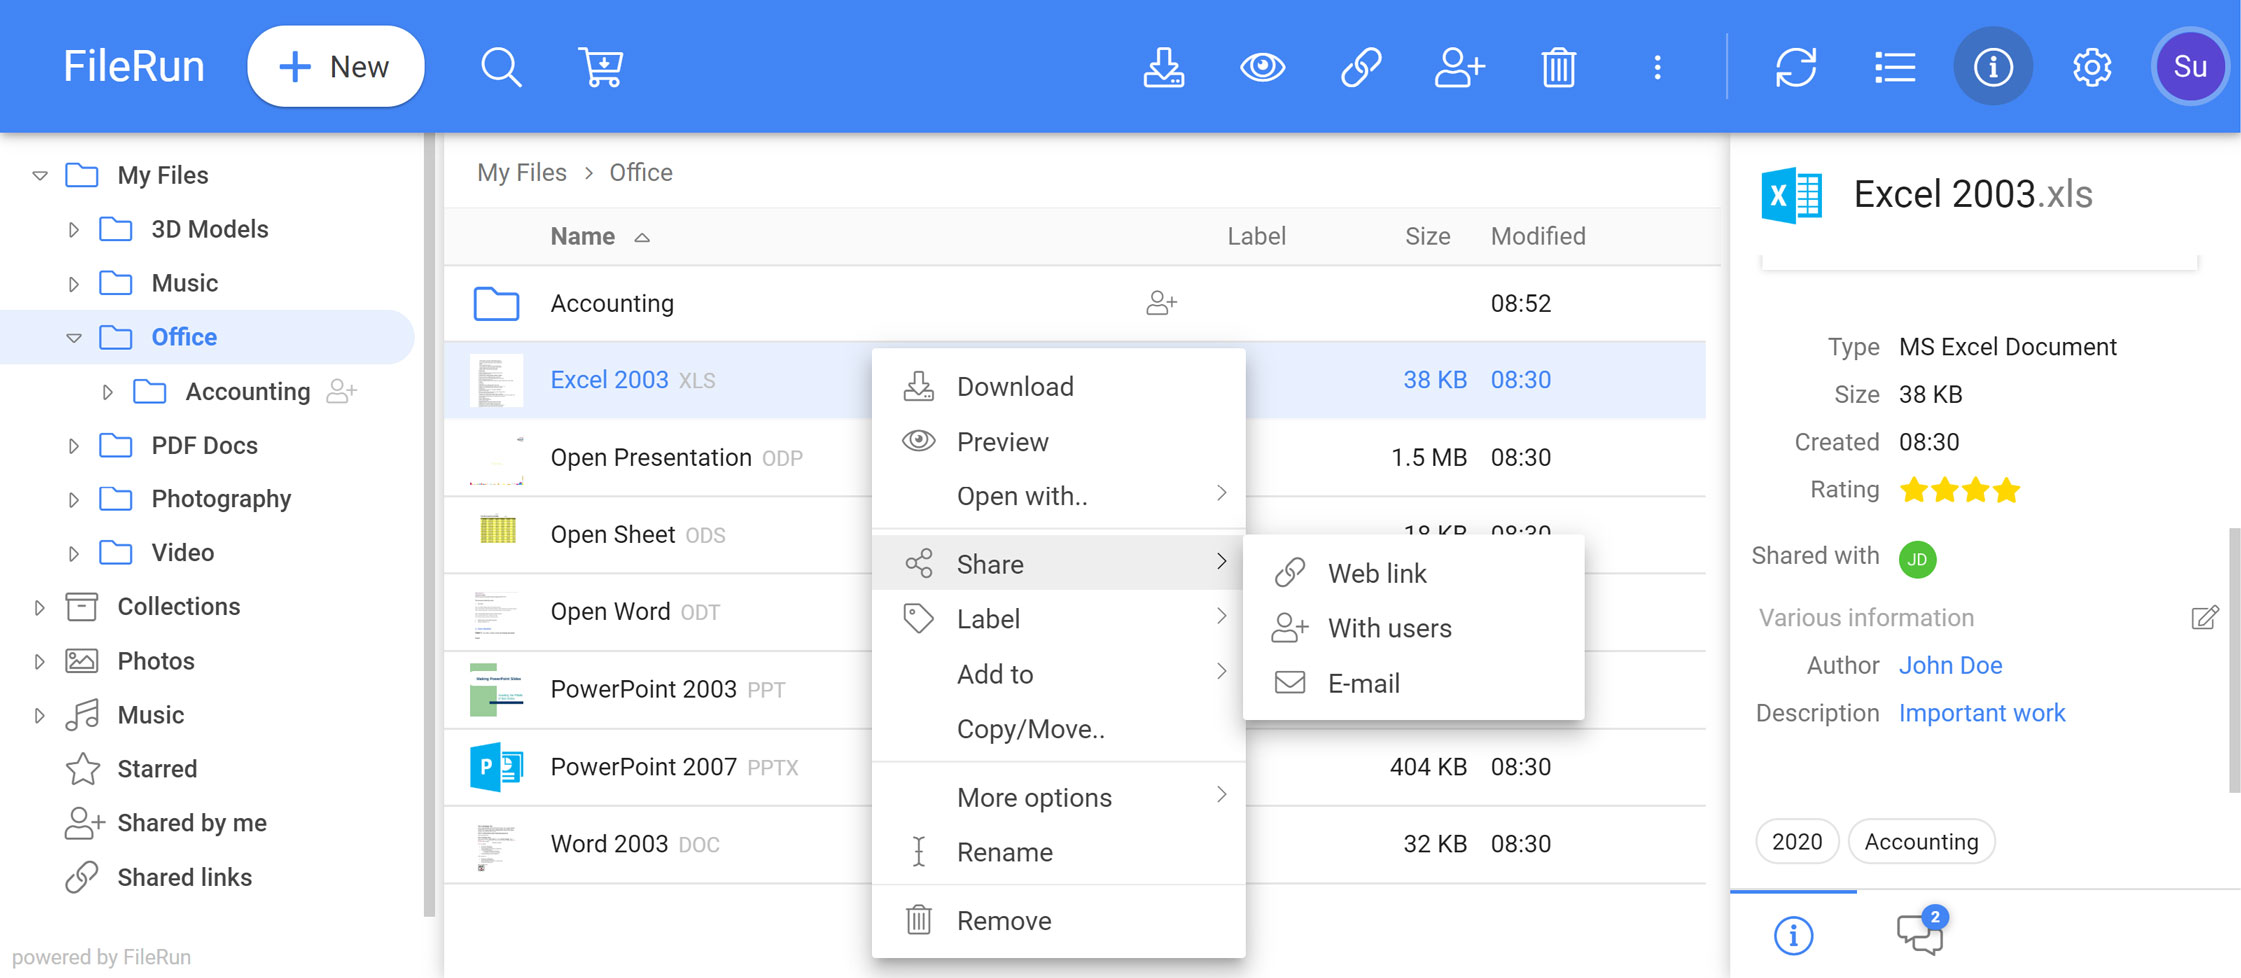 FileRun
New
Su
My Files
3D Models
Music
Office
Accounting
PDF Docs
Photography
Video
Collections
Photos
Music
Starred
Shared by me
Shared links
powered by FileRun
My Files > Office
Name Label Size Modified
Accounting 08:52
Excel 2003 XLS 38 KB 08:30
Open Presentation ODP 1.5 MB 08:30
Open Sheet ODS 18 KB 08:30
Open Word ODT
PowerPoint 2003 PPT
PowerPoint 2007 PPTX 404 KB 08:30
Word 2003 DOC 32 KB 08:30
Download
Preview
Open with..
Share
Label
Add to
Copy/Move..
More options
Rename
Remove
Web link
With users
E-mail
Excel 2003.xls
Type MS Excel Document
Size 38 KB
Created 08:30
Rating
Shared with JD
Various information
Author John Doe
Description Important work
2020 Accounting
2